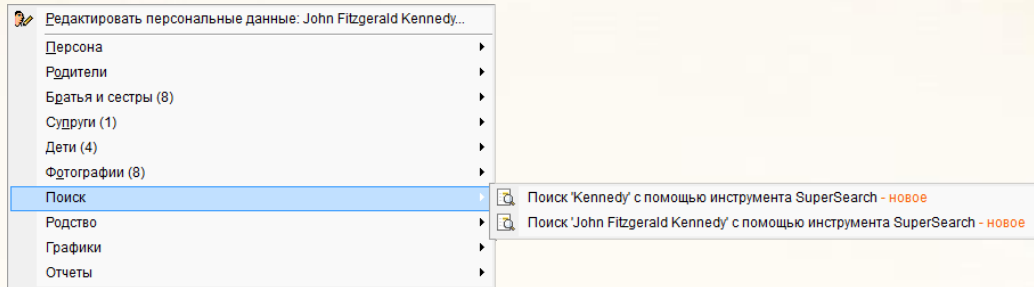 Редактировать персональные данные: John Fitzgerald Kennedy...
Персона
Родители
Братья и сестры (8)
Супруги (1)
Дети (4)
Фотографии (8)
Поиск
Поиск 'Kennedy' с помощью инструмента SuperSearch - новое
Родство
Поиск 'John Fitzgerald Kennedy' с помощью инструмента SuperSearch - новое
Графики
Отчеты